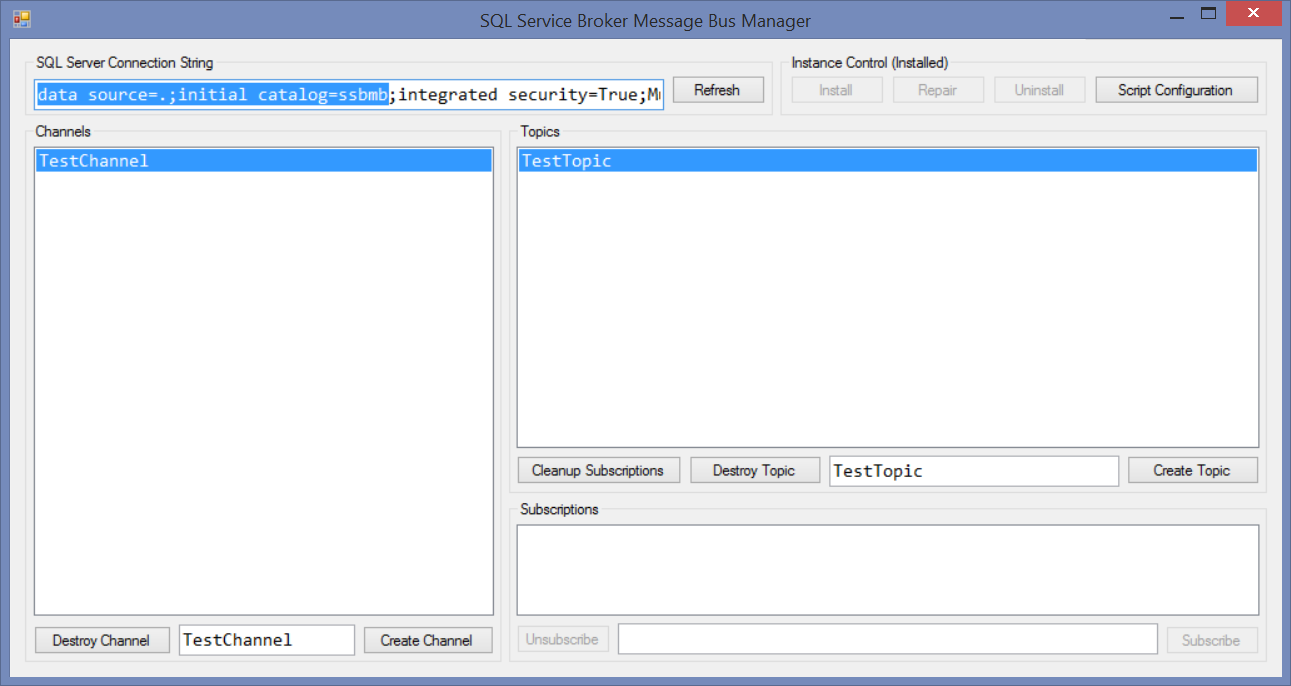 SQL Service Broker Message Bus Manager
SQL Server Connection String
data source=.;initial catalog=ssbmb;integrated security=True;
Refresh
Instance Control (Installed)
Install
Repair
Uninstall
Script Configuration
Channels
TestChannel
Destroy Channel
TestChannel
Create Channel
Topics
TestTopic
Cleanup Subscriptions
Destroy Topic
TestTopic
Create Topic
Subscriptions
Unsubscribe
Subscribe